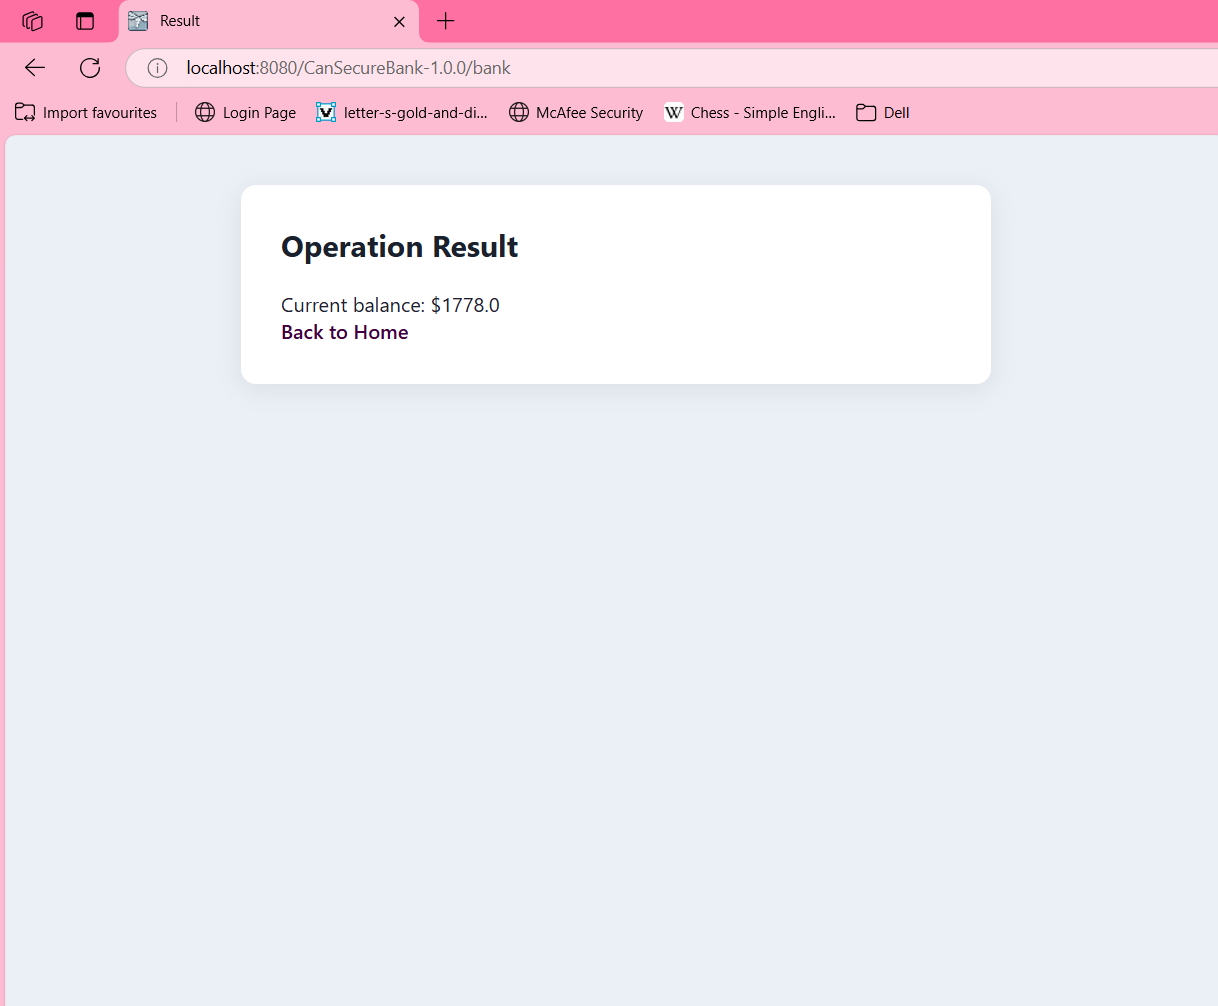 Result
localhost:8080/CanSecureBank-1.0.0/bank
Import favourites
Login Page
letter-s-gold-and-di...
McAfee Security
W
Chess - Simple Engli...
Dell
Operation Result
Current balance: $1778.0
Back to Home